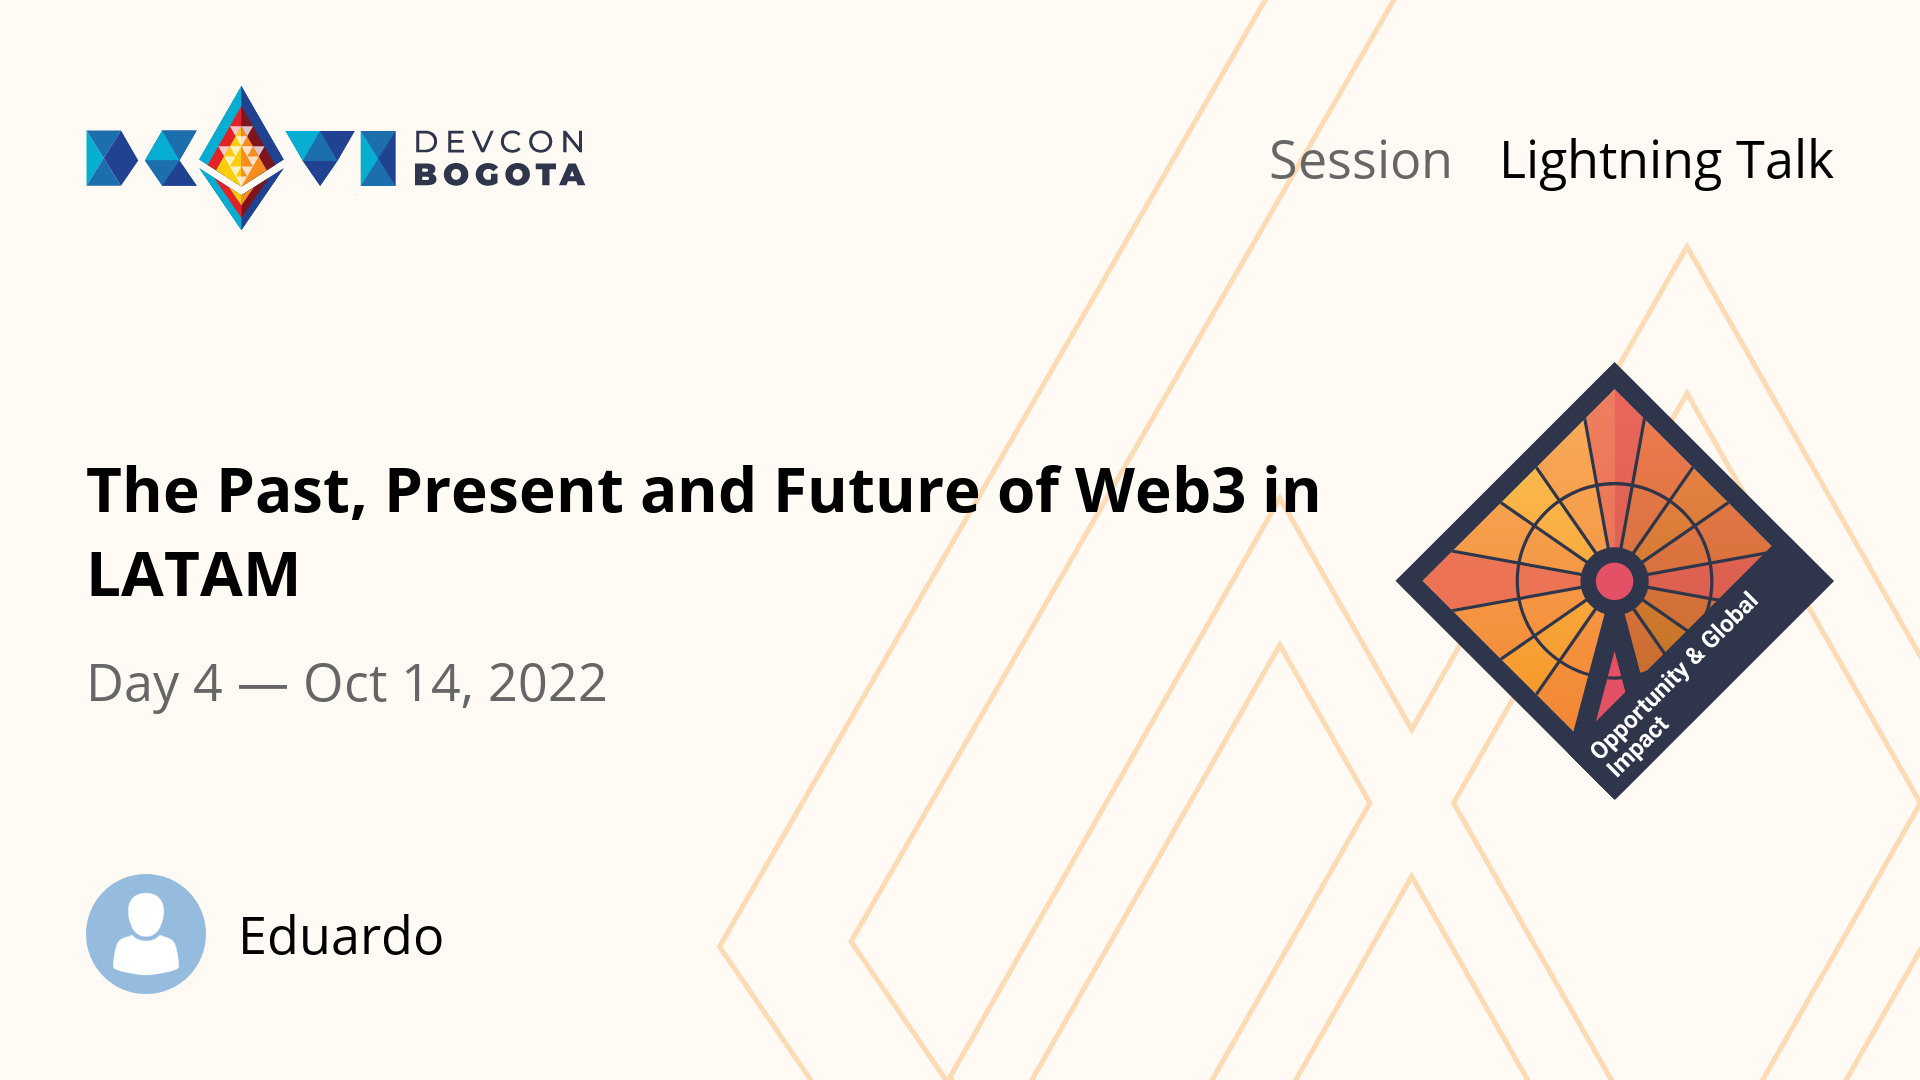 DEVCON
BOGOTA
Session Lightning Talk
The Past, Present and Future of Web3 in
LATAM
Day 4 — Oct 14, 2022
Opportunity & Global
Impact
Eduardo